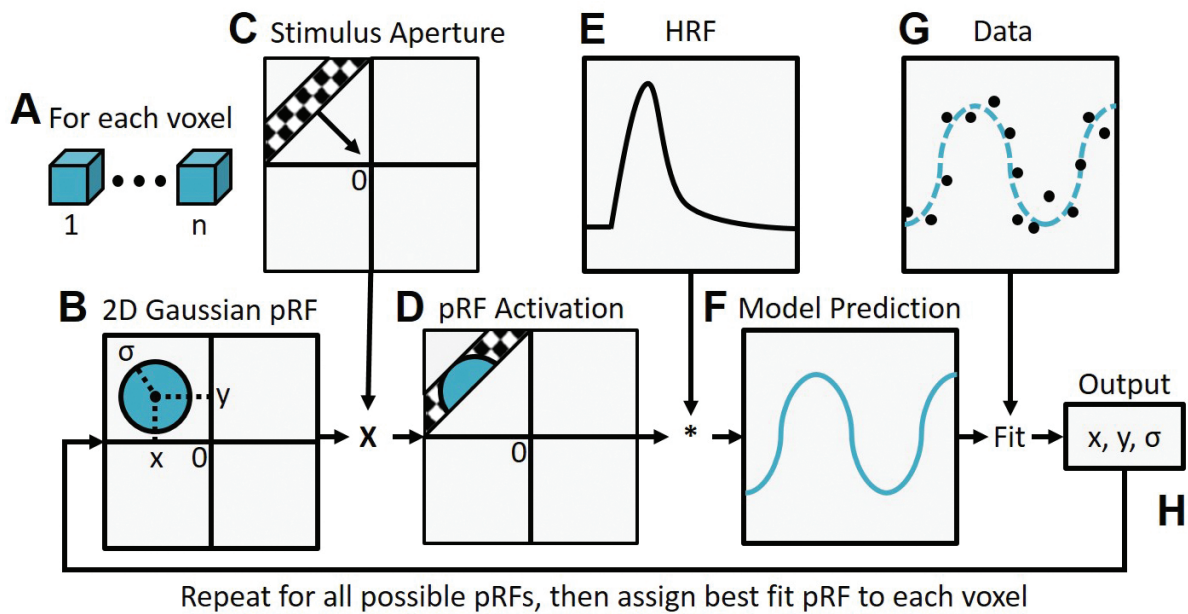 A For each voxel
1
n
C Stimulus Aperture
0
E HRF
G Data
B 2D Gaussian pRF
σ
y
x
0
X
D pRF Activation
0
*
F Model Prediction
Fit
Output
x, y, σ
H
Repeat for all possible pRFs, then assign best fit pRF to each voxel